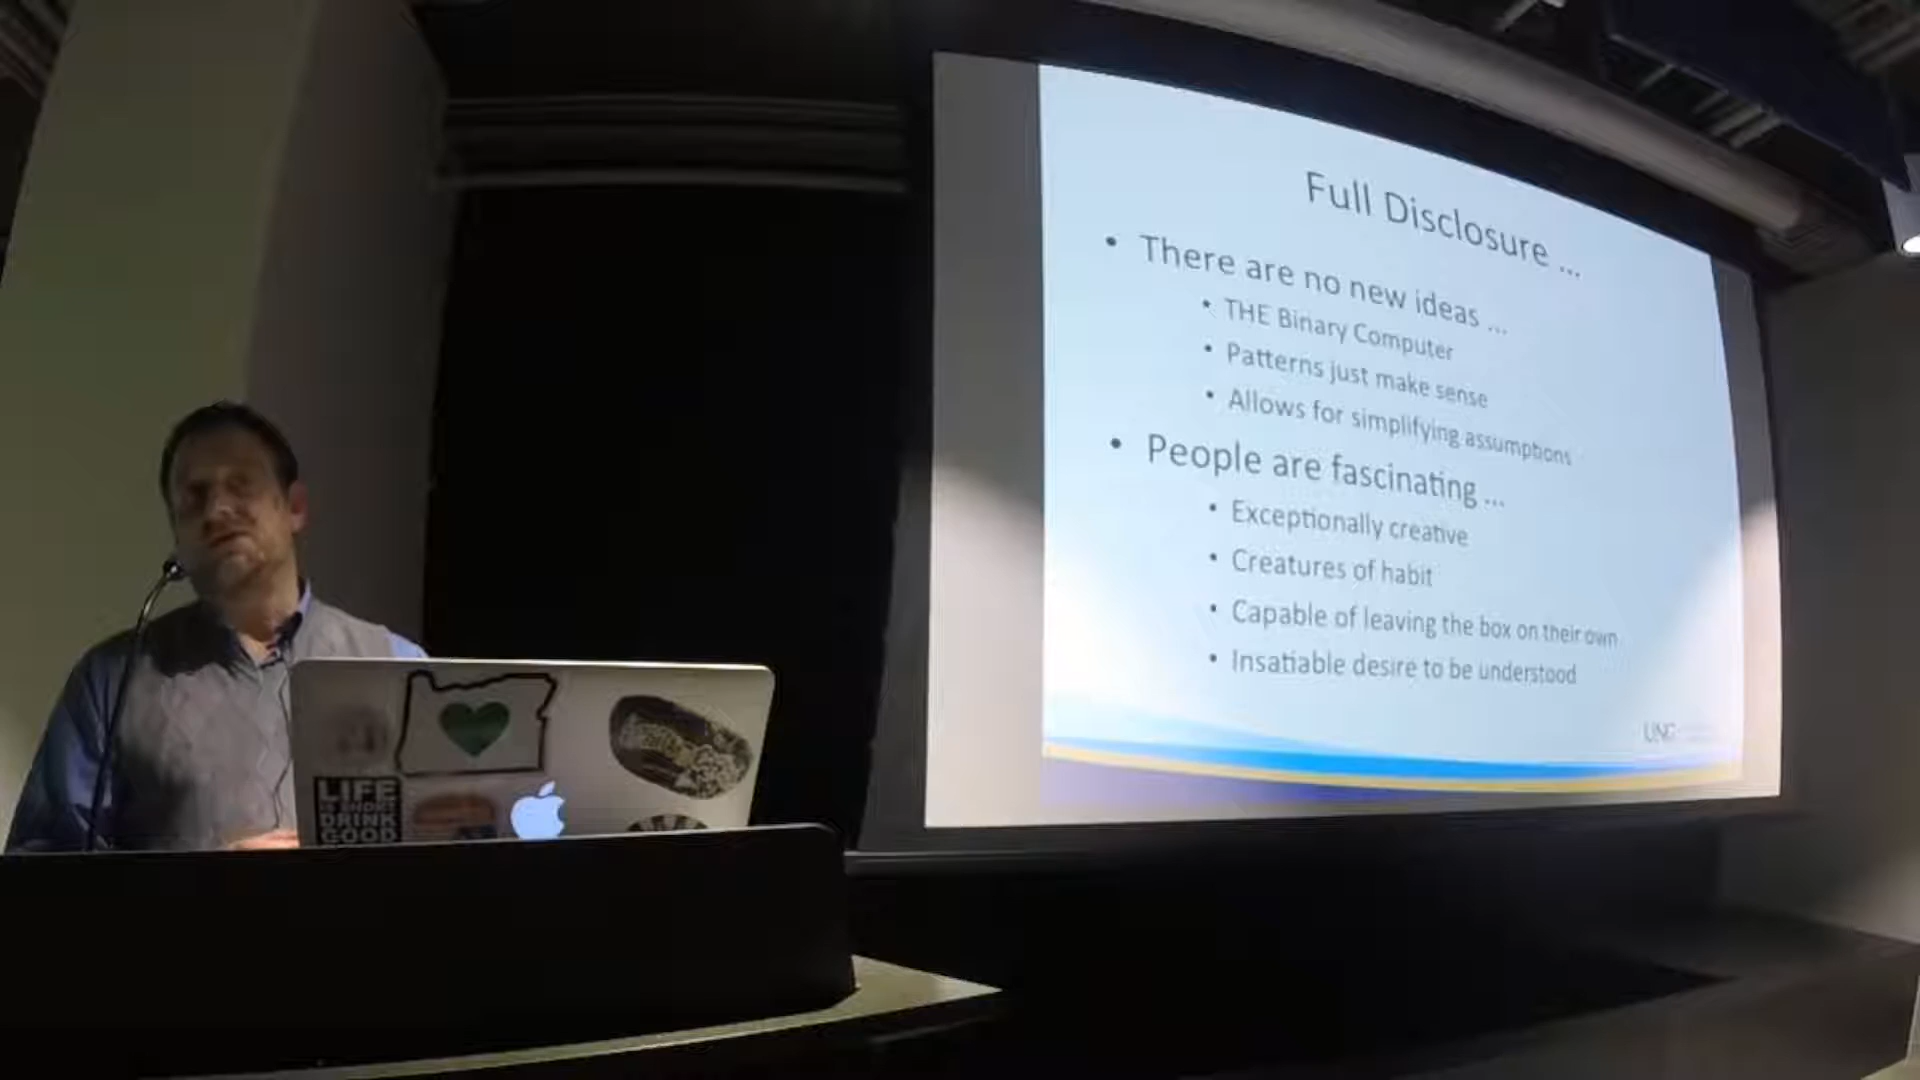 Full Disclosure ...
• There are no new ideas ...
• THE Binary Computer
• Patterns just make sense
• Allows for simplifying assumptions
• People are fascinating ...
• Exceptionally creative
• Creatures of habit
• Capable of leaving the box on their own
• Insatiable desire to be understood
LIFE
IS SHORT
DRINK
GOOD